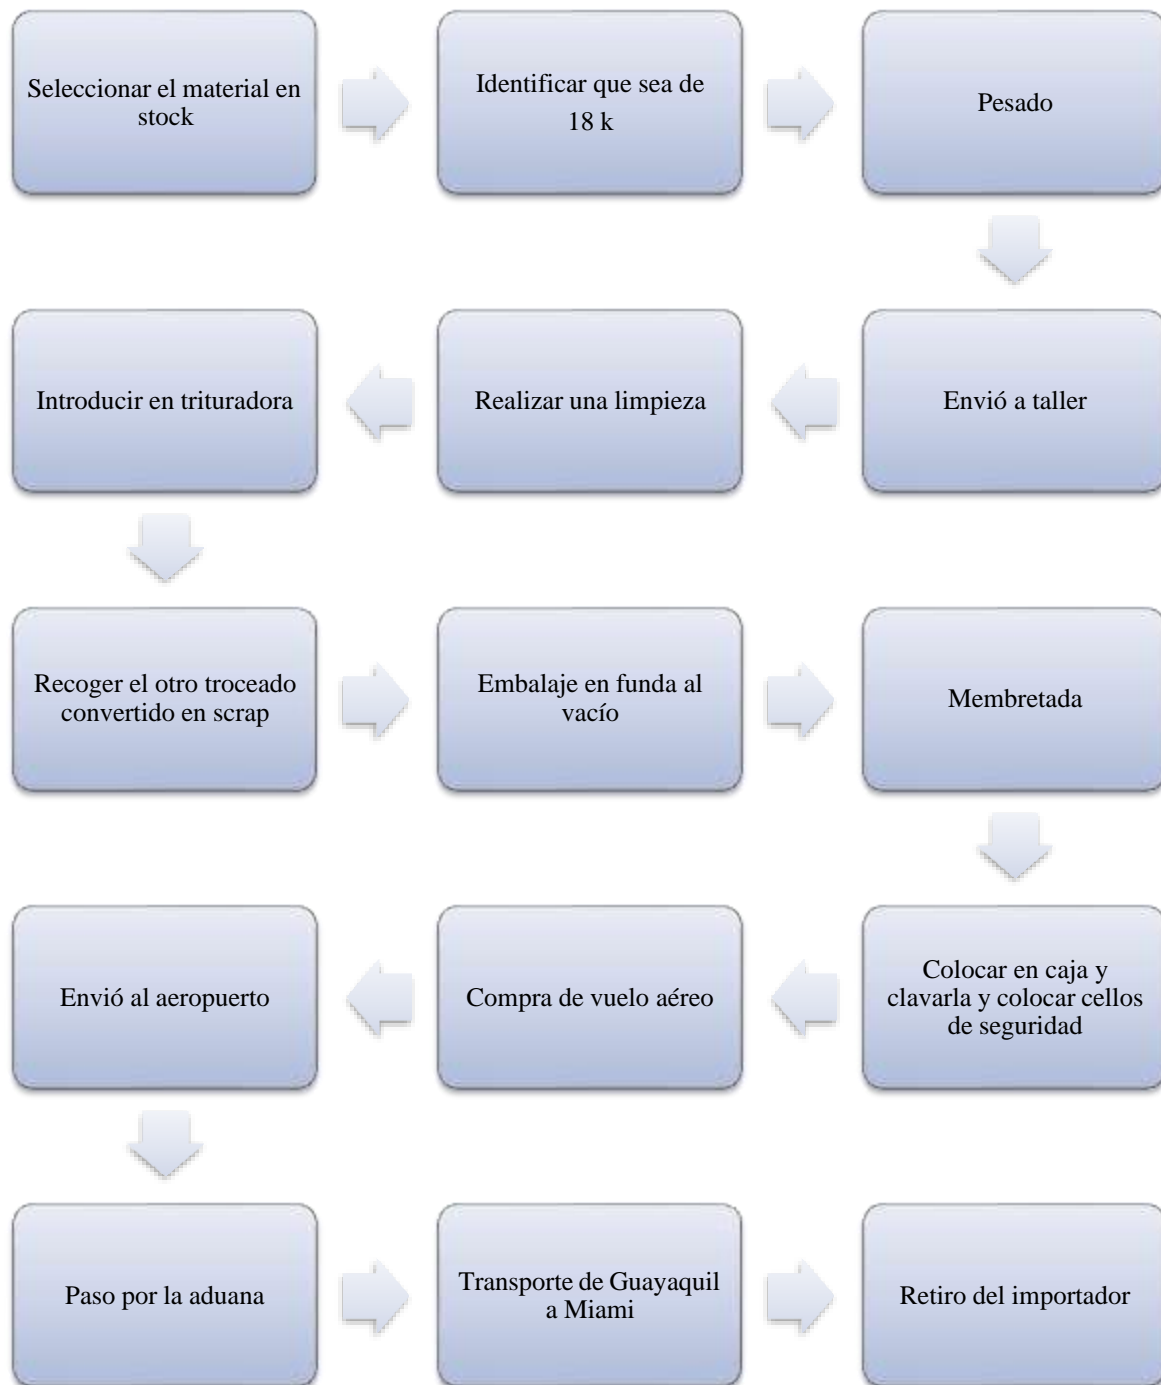 Seleccionar el material en
stock
Identificar que sea de
18 k
Pesado
Envió a taller
Realizar una limpieza
Introducir en trituradora
Recoger el otro troceado
convertido en scrap
Embalaje en funda al
vacío
Membretada
Colocar en caja y
clavarla y colocar cellos
de seguridad
Compra de vuelo aéreo
Envió al aeropuerto
Paso por la aduana
Transporte de Guayaquil
a Miami
Retiro del importador